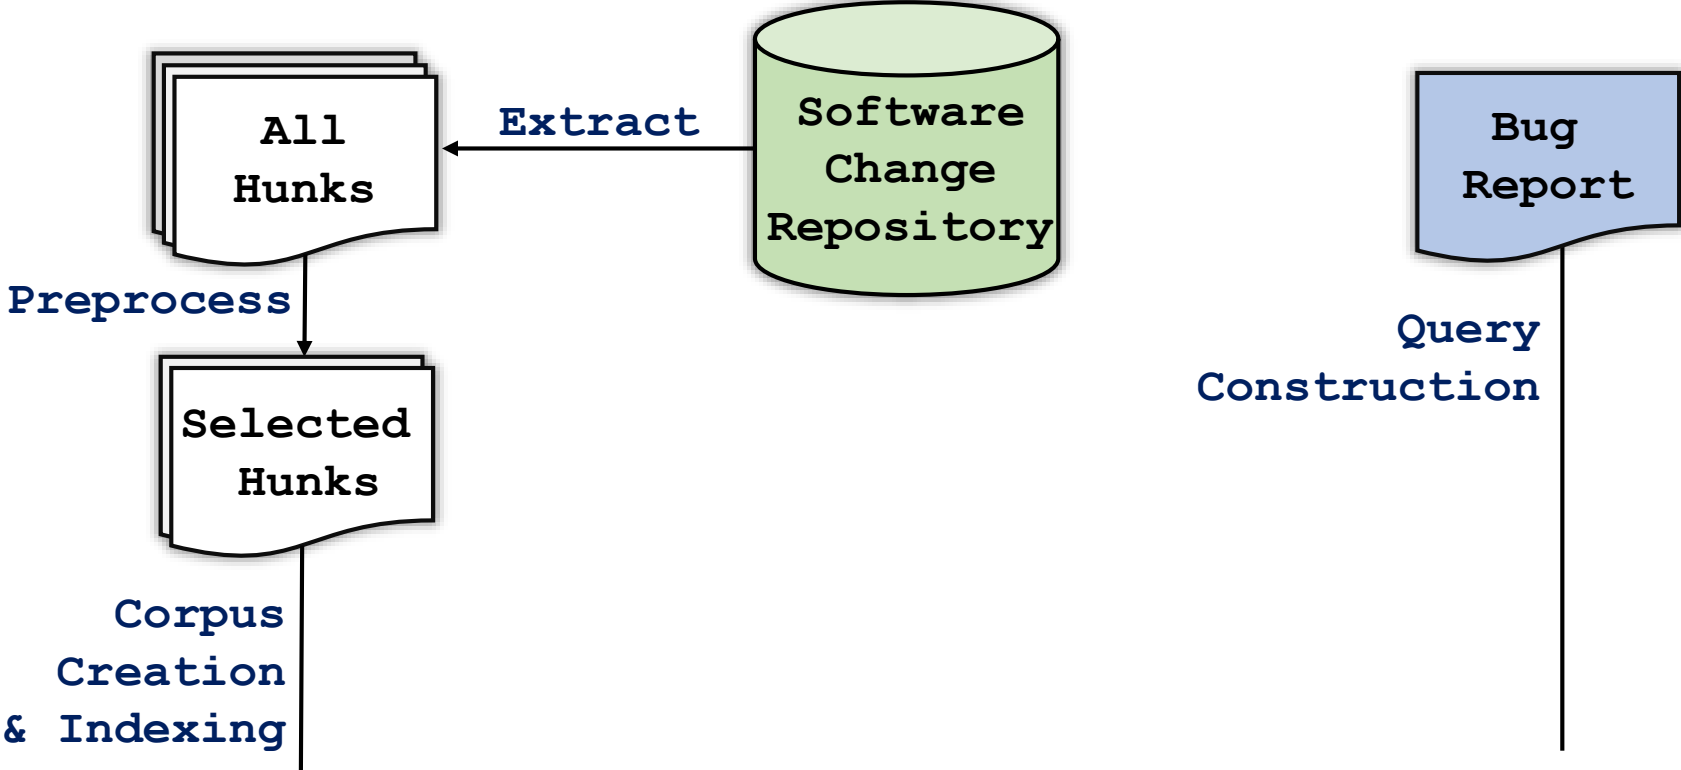 All
Hunks
Extract
Software
Change
Repository
Bug
Report
Preprocess
Query
Construction
Selected
Hunks
Corpus
Creation
& Indexing